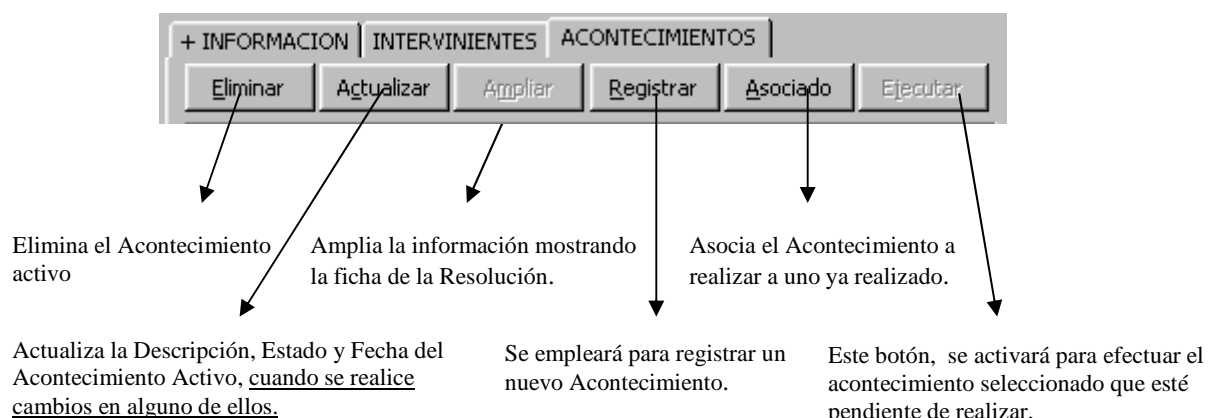 + INFORMACION INTERVINIENTES ACONTECIMIENTOS
Eliminar Actualizar Ampliar Registrar Asociado Ejecutar
Elimina el Acontecimiento
activo
Amplia la información mostrando
la ficha de la Resolución.
Asocia el Acontecimiento a
realizar a uno ya realizado.
Actualiza la Descripción, Estado y Fecha del
Acontecimiento Activo, cuando se realice
cambios en alguno de ellos.
Se empleará para registrar un
nuevo Acontecimiento.
Este botón, se activará para efectuar el
acontecimiento seleccionado que esté
pendiente de realizar.